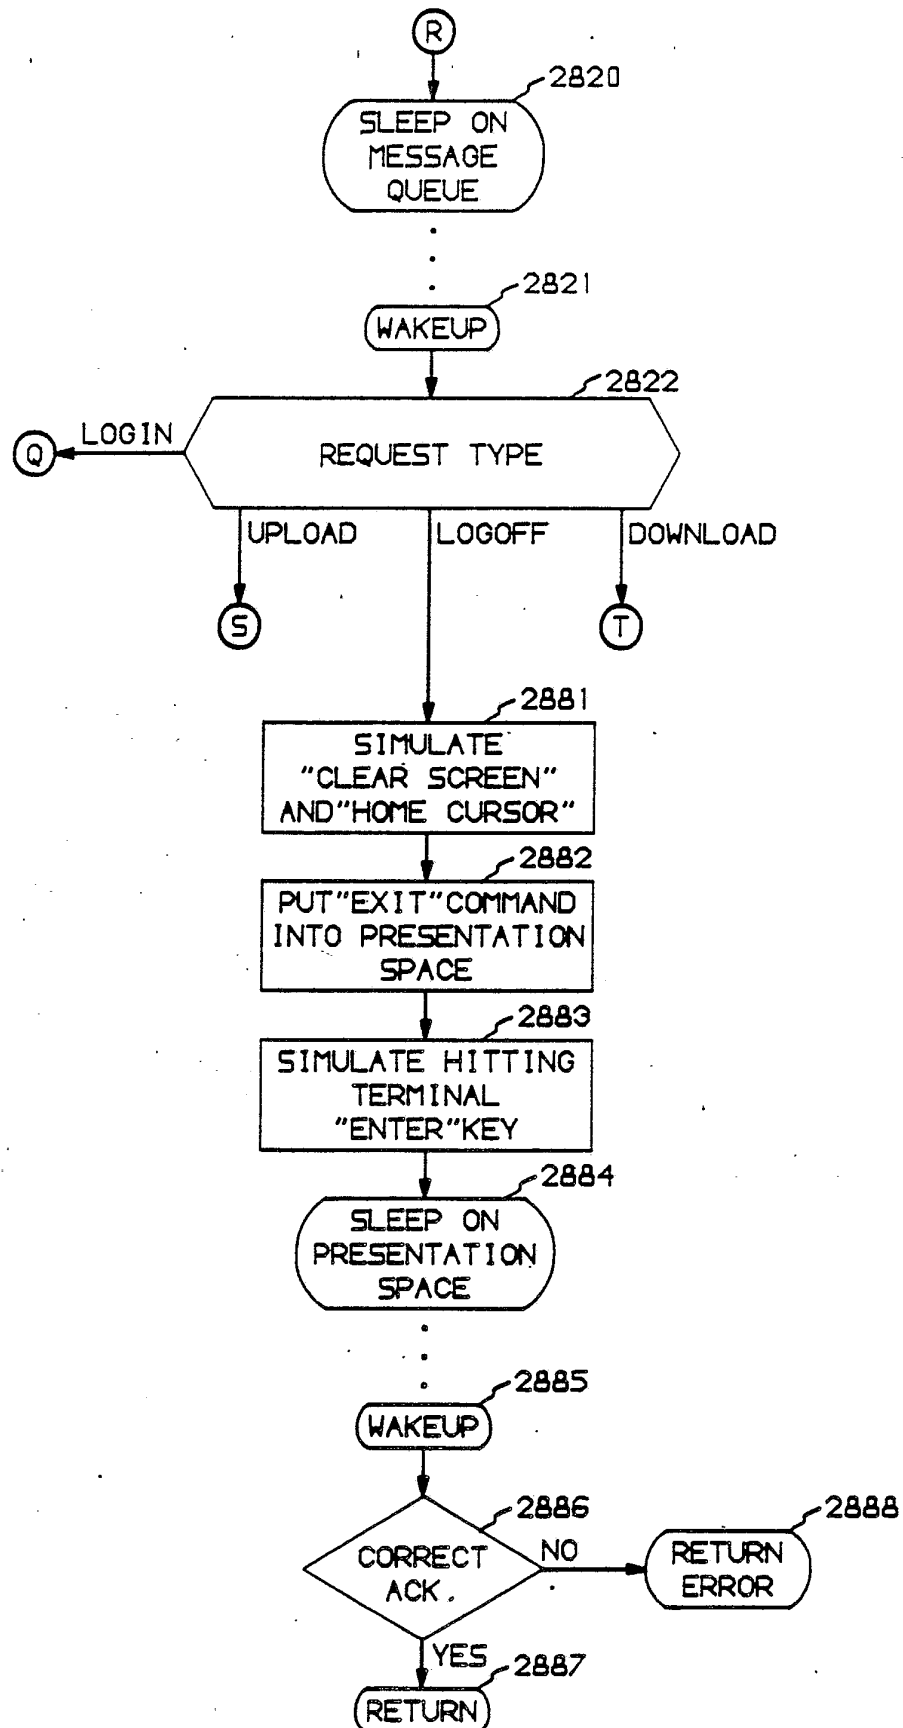 R
2820
SLEEP ON
MESSAGE
QUEUE
2821
WAKEUP
2822
REQUEST TYPE
LOGIN
Q
UPLOAD
LOGOFF
DOWNLOAD
S
T
2881
SIMULATE
"CLEAR SCREEN"
AND"HOME CURSOR"
2882
PUT"EXIT"COMMAND
INTO PRESENTATION
SPACE
2883
SIMULATE HITTING
TERMINAL
"ENTER"KEY
2884
SLEEP ON
PRESENTATION
SPACE
2885
WAKEUP
2886
CORRECT
ACK.
NO
2888
RETURN
ERROR
YES
2887
RETURN